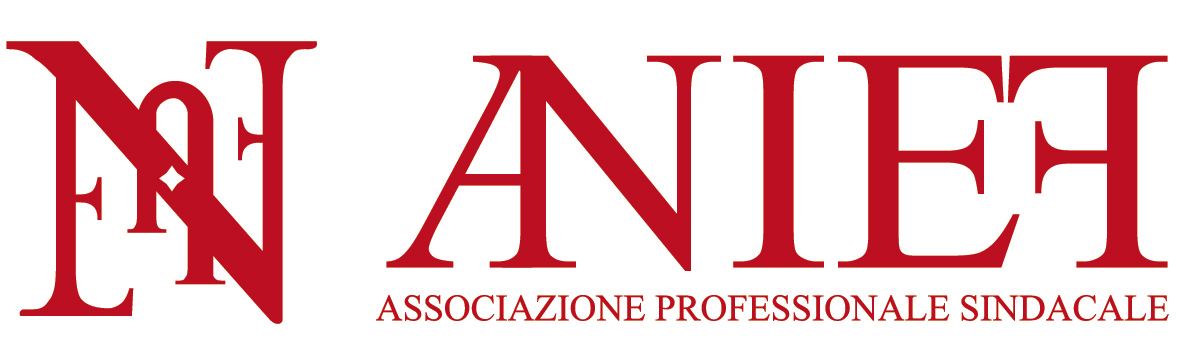 ANIEF
ASSOCIAZIONE PROFESSIONALE SINDACALE